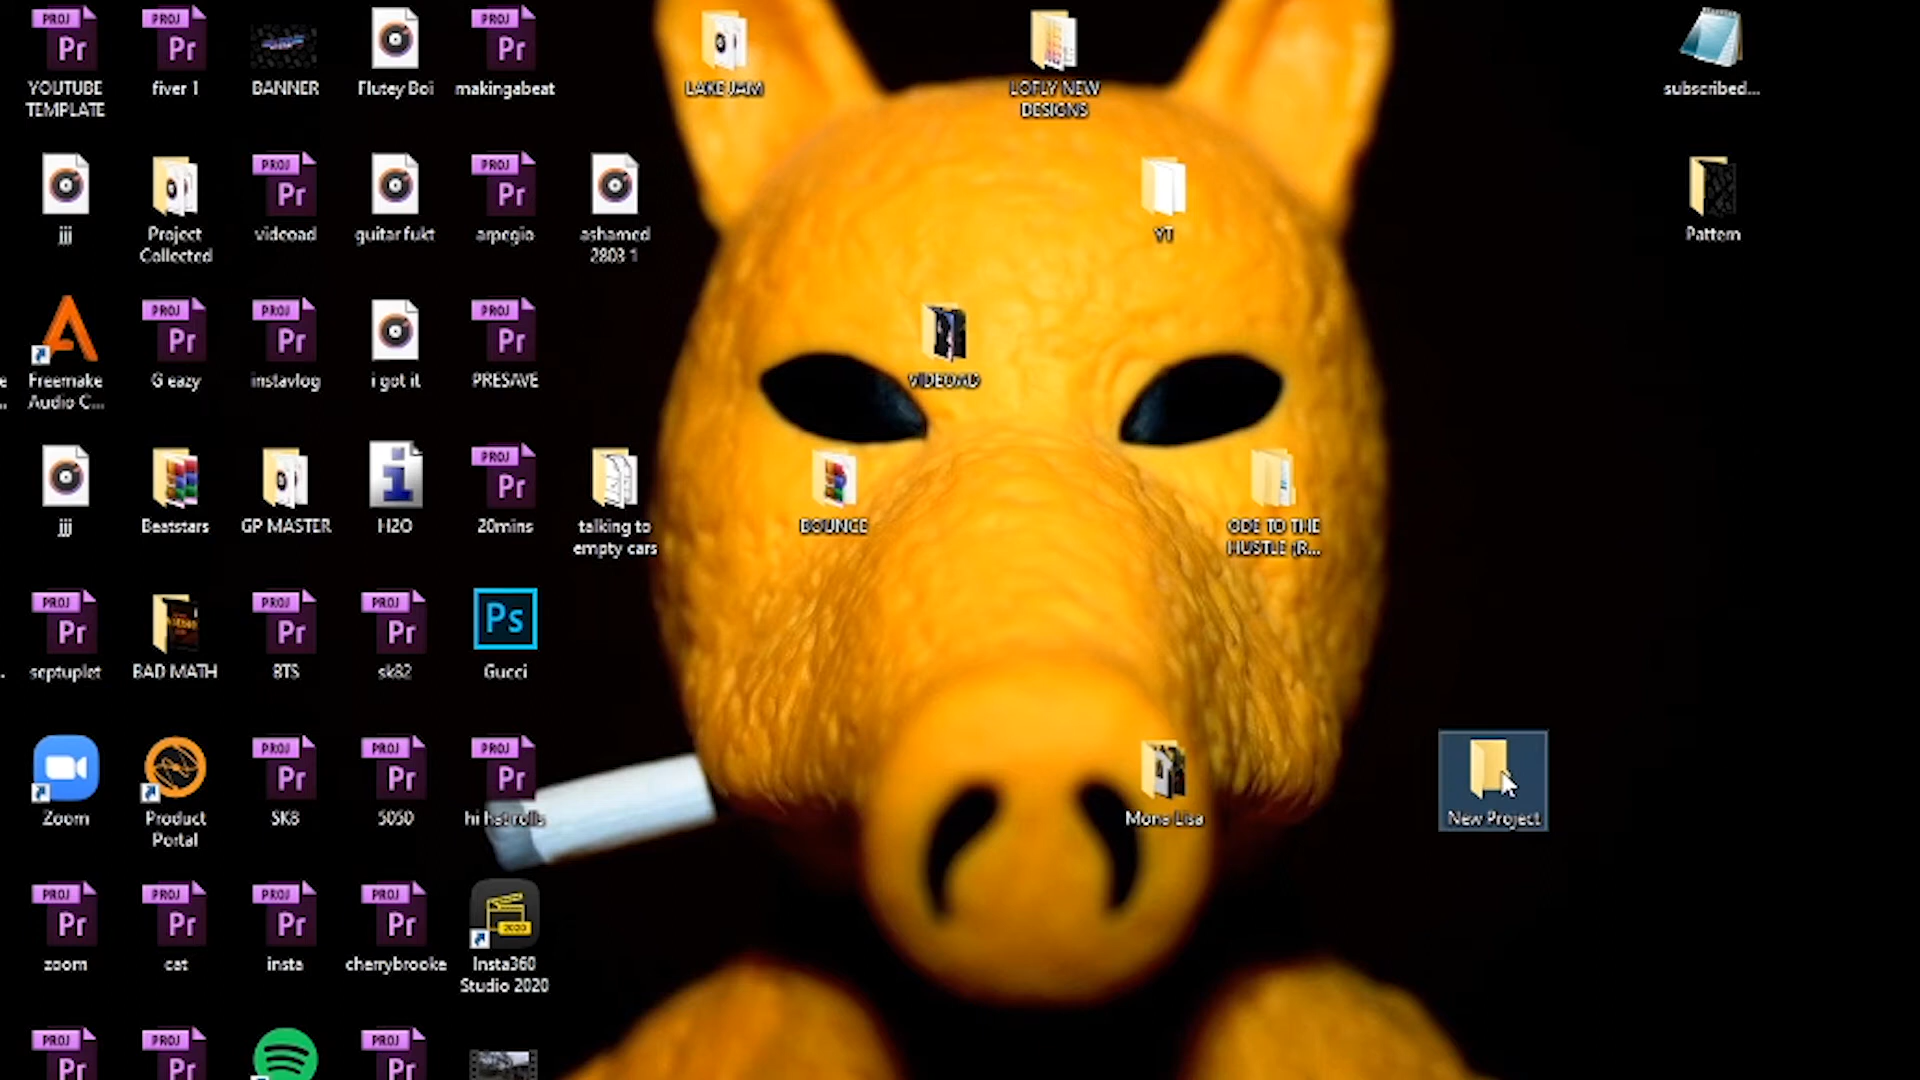 PROJ
Pr
YOUTUBE
TEMPLATE
PROJ
Pr
fiver 1
BANNER
Flutey Boi
PROJ
Pr
makingabeat
LAKE JAM
LOFLY NEW
DESIGNS
subscribed...
jjj
Project
Collected
PROJ
Pr
videoad
guitar fukt
PROJ
Pr
arpegio
ashamed
2803 1
YT
Pattern
Freemake
Audio C...
PROJ
Pr
G eazy
PROJ
Pr
instavlog
i got it
PROJ
Pr
PRESAVE
VIDEOAD
jjj
Beatstars
GP MASTER
i
H2O
PROJ
Pr
20mins
talking to
empty cars
BOUNCE
ODE TO THE
HUSTLE (R...
PROJ
Pr
septuplet
BAD MATH
PROJ
Pr
BTS
PROJ
Pr
sk82
Ps
Gucci
Zoom
Product
Portal
PROJ
Pr
SK8
PROJ
Pr
5050
PROJ
Pr
hi hat rolls
Mona Lisa
New Project
PROJ
Pr
zoom
PROJ
Pr
cat
PROJ
Pr
insta
PROJ
Pr
cherrybrooke
2020
Insta360
Studio 2020
PROJ
Pr
PROJ
Pr
PROJ
Pr